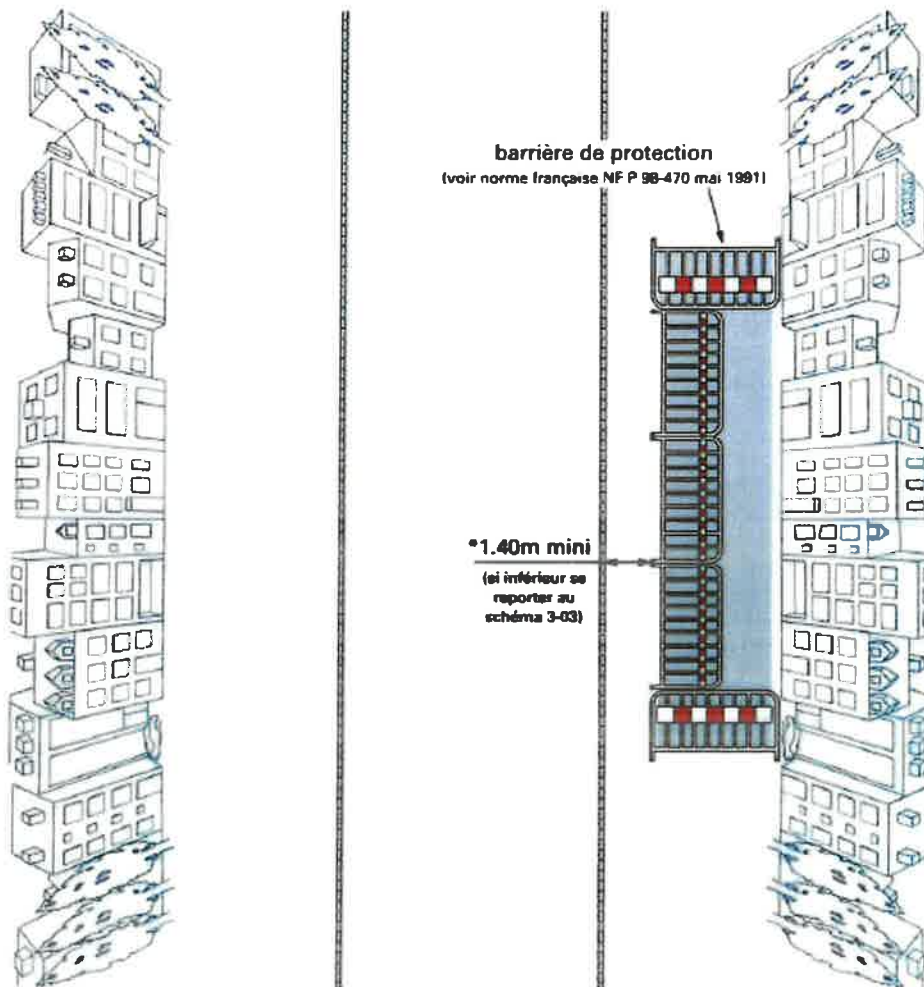 barrière de protection
(voir norme française NF P 98-470 mai 1991)
*1.40m mini
(si inférieur se
reporter au
schéma 3-03)